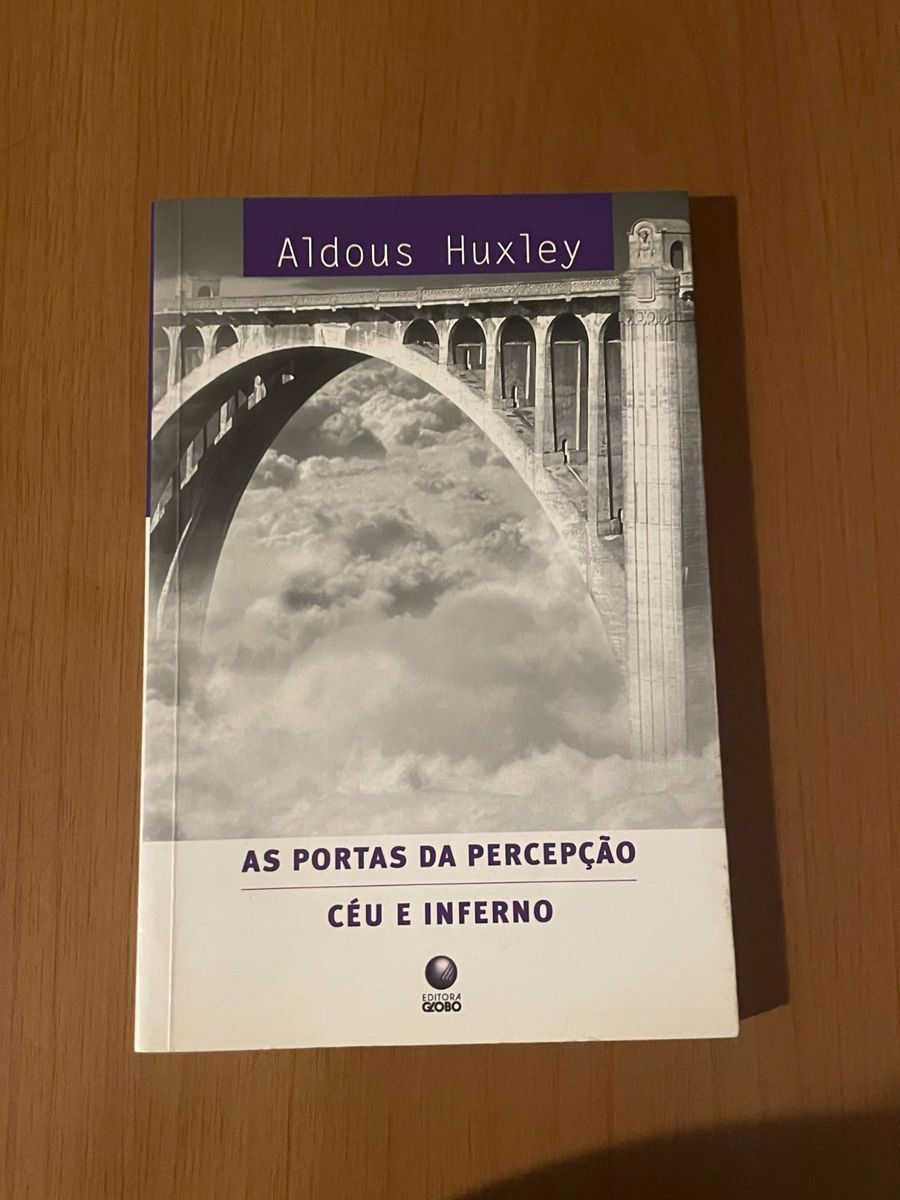 Aldous Huxley
AS PORTAS DA PERCEPÇÃO
CÉU E INFERNO
EDITORA
GLOBO